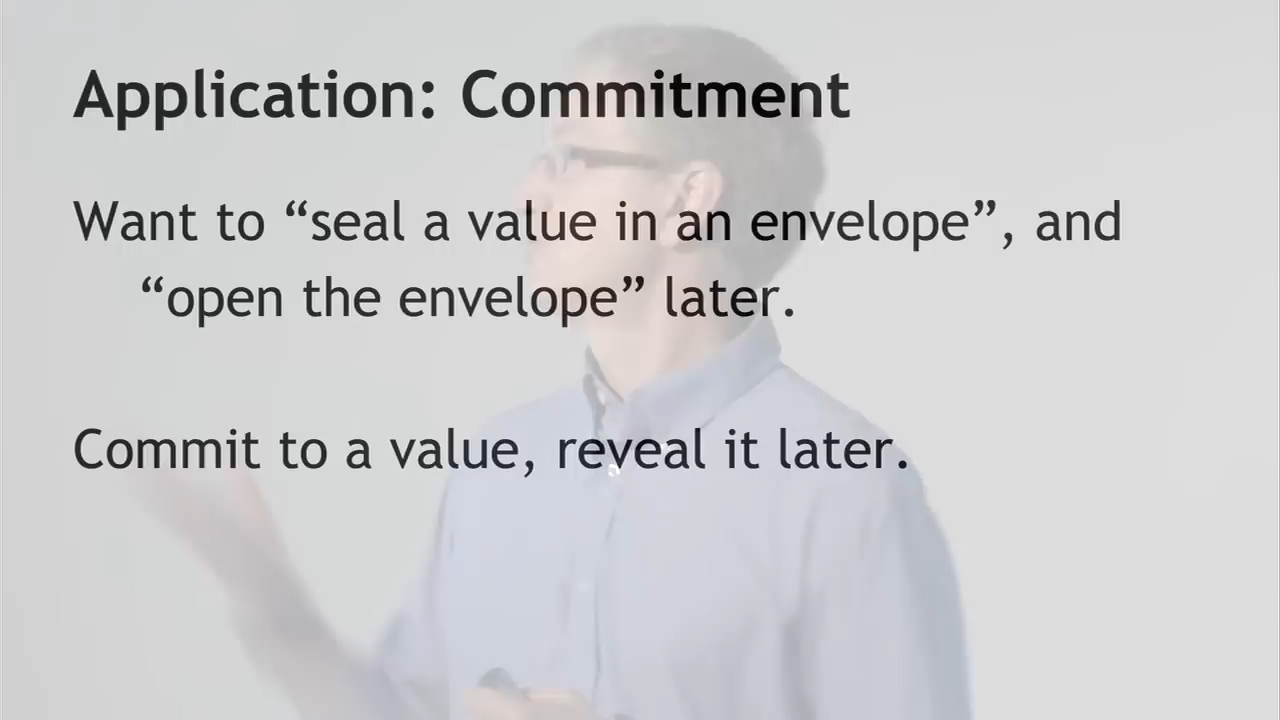 Application: Commitment
Want to “seal a value in an envelope”, and
“open the envelope” later.
Commit to a value, reveal it later.